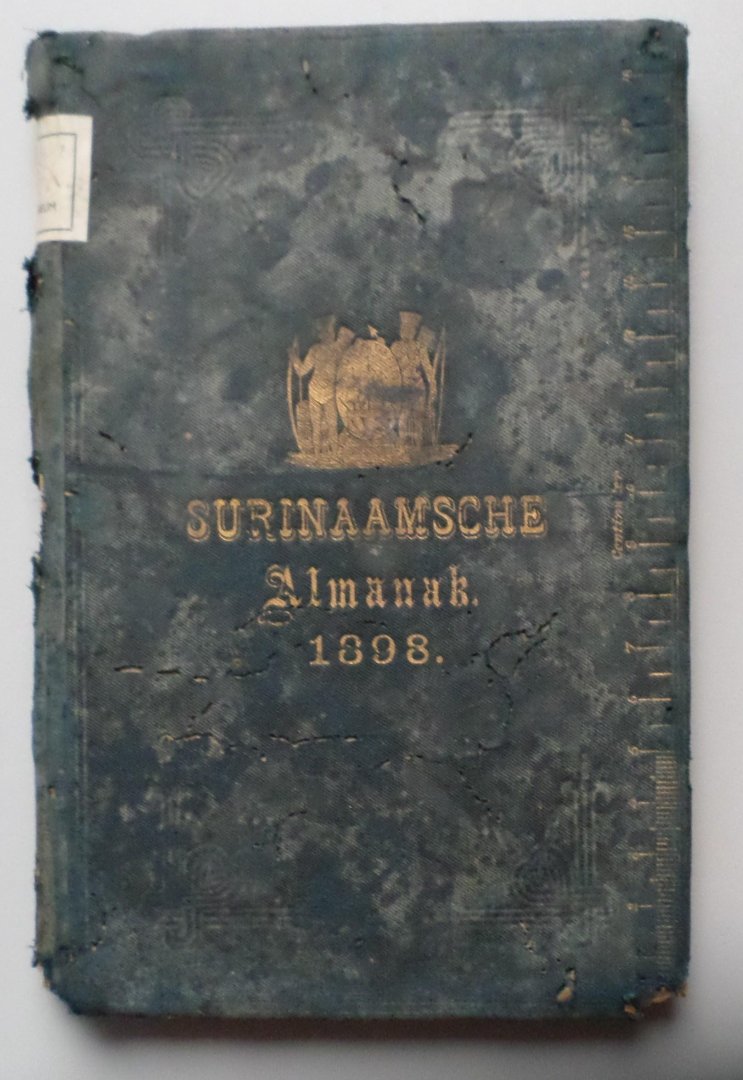 SURINAAMSCHE
Almanak.
1898.